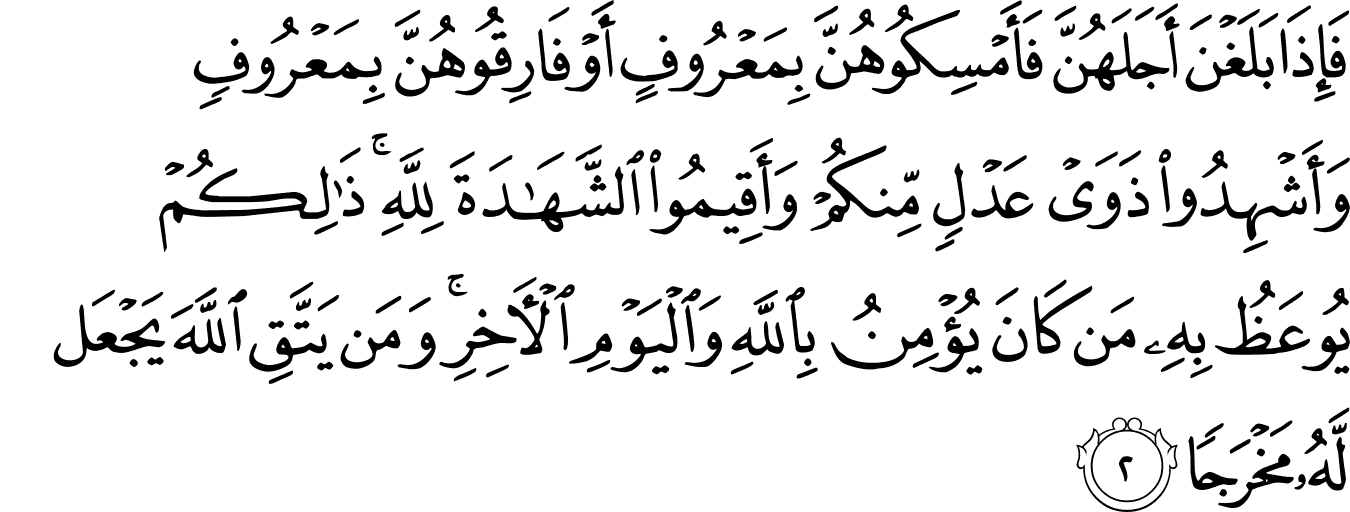 فَإِذَا بَلَغْنَ أَجَلَهُنَّ فَأَمْسِكُوهُنَّ بِمَعْرُوفٍ أَوْ فَارِقُوهُنَّ بِمَعْرُوفٍ
وَأَشْهِدُوا۟ ذَوَىْ عَدْلٍ مِّنكُمْ وَأَقِيمُوا۟ ٱلشَّهَـٰدَةَ لِلَّهِ ۚ ذَٰلِكُمْ
يُوعَظُ بِهِۦ مَن كَانَ يُؤْمِنُ بِٱللَّهِ وَٱلْيَوْمِ ٱلْـَٔاخِرِ ۚ وَمَن يَتَّقِ ٱللَّهَ يَجْعَل
لَّهُۥ مَخْرَجًا ٢